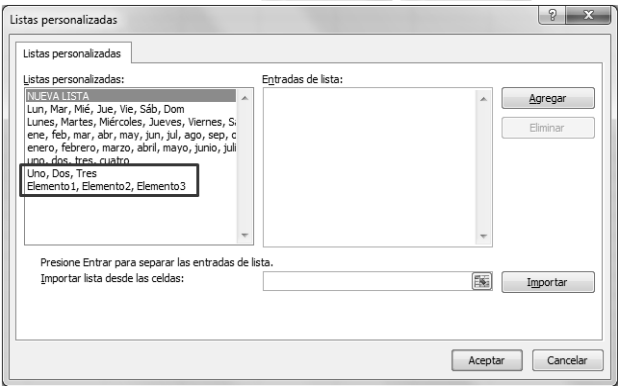 Listas personalizadas
Listas personalizadas
Listas personalizadas:
NUEVA LISTA
Lun, Mar, Mié, Jue, Vie, Sáb, Dom
Lunes, Martes, Miércoles, Jueves, Viernes, Sá
ene, feb, mar, abr, may, jun, jul, ago, sep, o
enero, febrero, marzo, abril, mayo, junio, juli
uno, dos, tres, cuatro
Uno, Dos, Tres
Elemento1, Elemento2, Elemento3
Entradas de lista:
Agregar
Eliminar
Presione Entrar para separar las entradas de lista.
Importar lista desde las celdas:
Importar
Aceptar
Cancelar